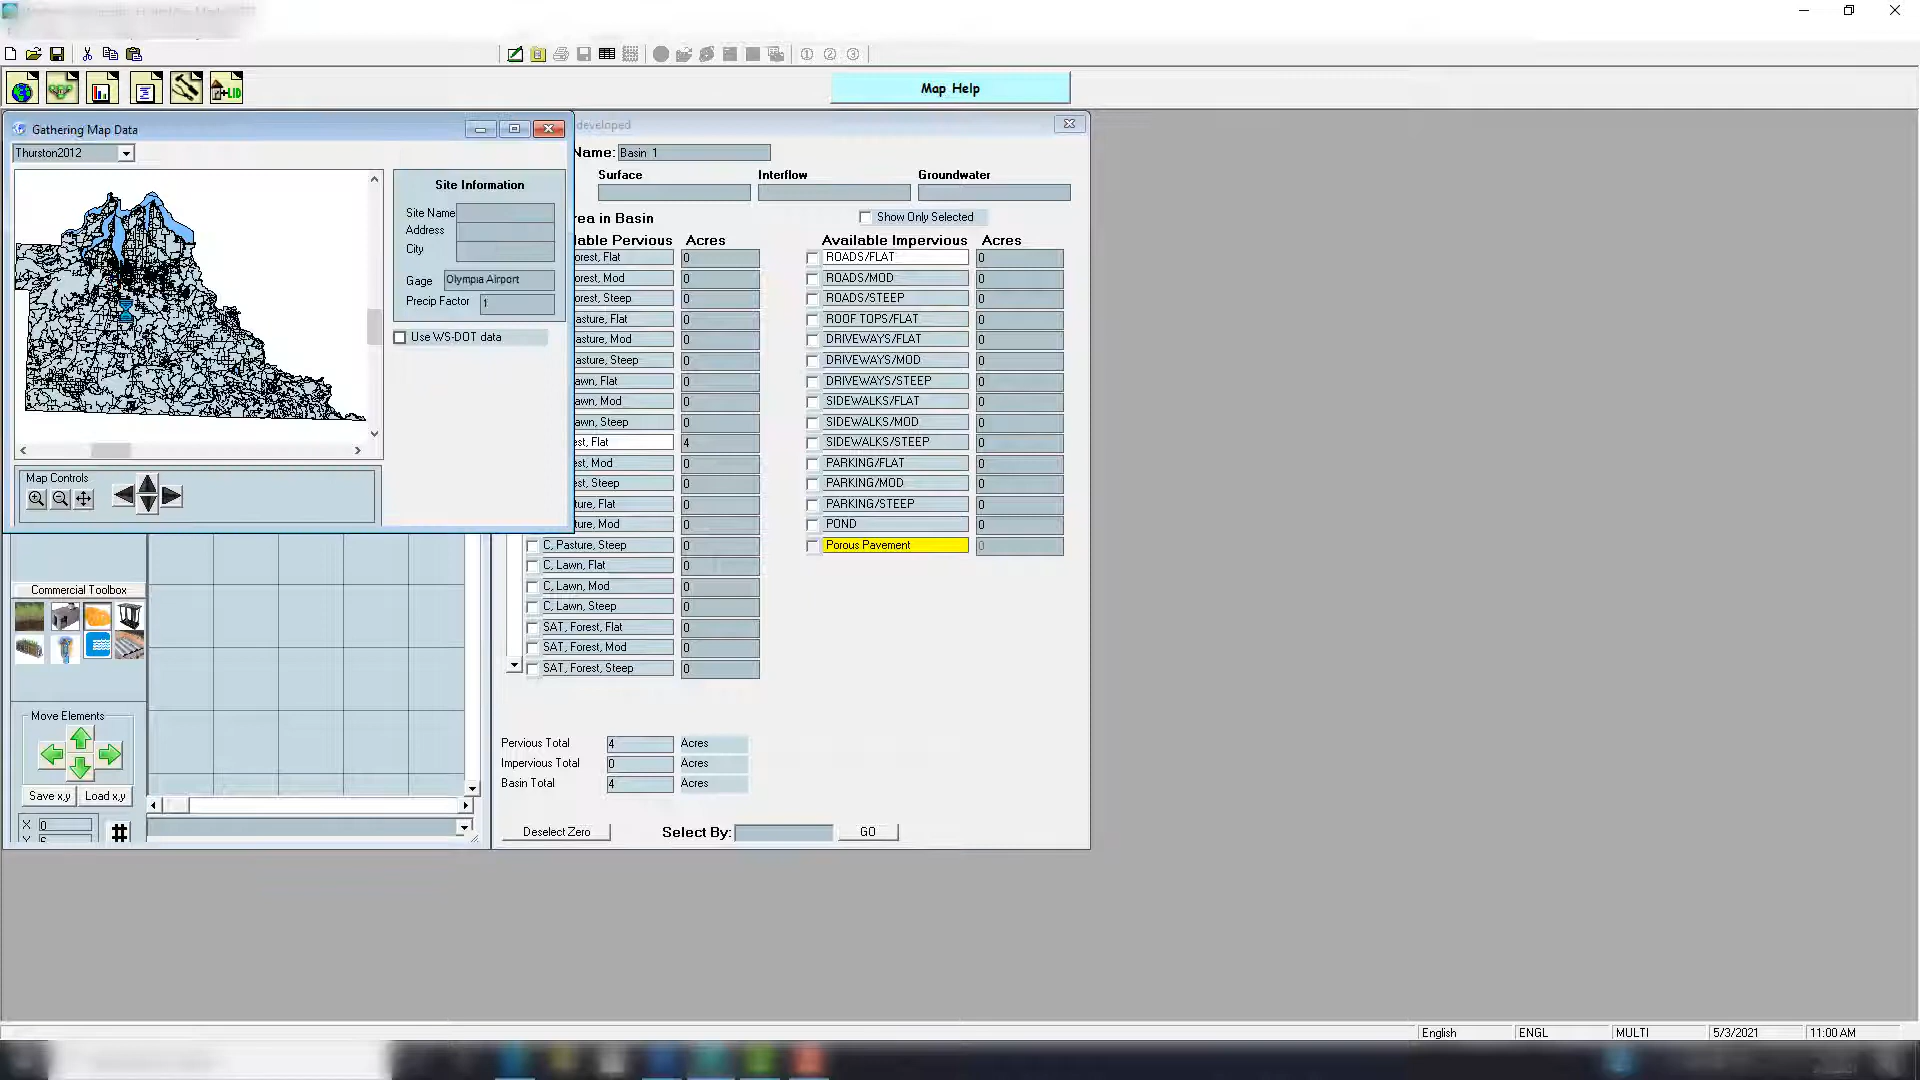 Map Help
Gathering Map Data
Thurston2012
Site Information
Site Name
Address
City
Gage Olympia Airport
Precip Factor 1
Use WS-DOT data
Map Controls
developed
Name: Basin 1
Surface Interflow Groundwater
rea in Basin
Show Only Selected
lable Pervious Acres Available Impervious Acres
orest, Flat 0 ROADS/FLAT 0
orest, Mod 0 ROADS/MOD 0
orest, Steep 0 ROADS/STEEP 0
asture, Flat 0 ROOF TOPS/FLAT 0
asture, Mod 0 DRIVEWAYS/FLAT 0
asture, Steep 0 DRIVEWAYS/MOD 0
awn, Flat 0 DRIVEWAYS/STEEP 0
awn, Mod 0 SIDEWALKS/FLAT 0
awn, Steep 0 SIDEWALKS/MOD 0
est, Flat 4 SIDEWALKS/STEEP 0
est, Mod 0 PARKING/FLAT 0
est, Steep 0 PARKING/MOD 0
ture, Flat 0 PARKING/STEEP 0
ture, Mod 0 POND 0
C, Pasture, Steep 0 Porous Pavement 0
C, Lawn, Flat 0
C, Lawn, Mod 0
C, Lawn, Steep 0
SAT, Forest, Flat 0
SAT, Forest, Mod 0
SAT, Forest, Steep 0
Pervious Total 4 Acres
Impervious Total 0 Acres
Basin Total 4 Acres
Deselect Zero Select By: GO
Commercial Toolbox
Move Elements
Save x,y Load x,y
X 0
#
+LID
English ENGL MULTI 5/3/2021 11:00 AM